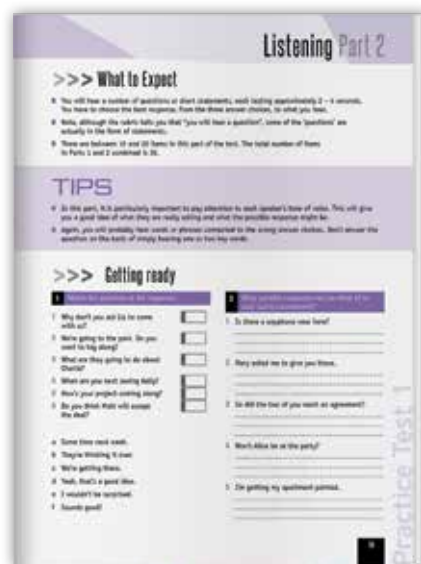 Listening Part 2
>>> What to Expect
You will hear a number of questions or short statements, each lasting approximately 2 – 4 seconds.
You have to choose the best response, from the three answer choices, to what you hear.
Note, although the rubric tells you that "you will hear a question", some of the 'questions' are
actually in the form of statements.
There are between and 20 items in this part of the test. The total number of items
in Parts 1 and 2 combined is
TIPS
In this part, it is particularly important to pay attention to each speaker's tone of voice. This will give
you a good idea of what they are really asking and what the possible response might be.
Again, you will probably hear words or phrases connected to the wrong answer choices. Don't answer the
question on the basis of simply hearing one or two key words.
>>> Getting ready
1 Match the questions to the responses.
1 Why don't you ask Liz to come
with us?
2 We're going to the park. Do you
want to tag along?
3 What are they going to do about
4 When are you next seeing
5 How's your project coming along?
6 Do you think Matt will accept
the deal?
a Some time next week.
b They're thinking it over.
c We're getting there.
d Yeah, that's a good idea.
e I wouldn't be surprised.
f Sounds good!
2
1 Is there a payphone near here?
2 Mary asked me to give you these.
3 So did the two of you reach an agreement?
4 Won't Alice be at the party?
5 I'm getting my apartment painted.
Practice Test 1